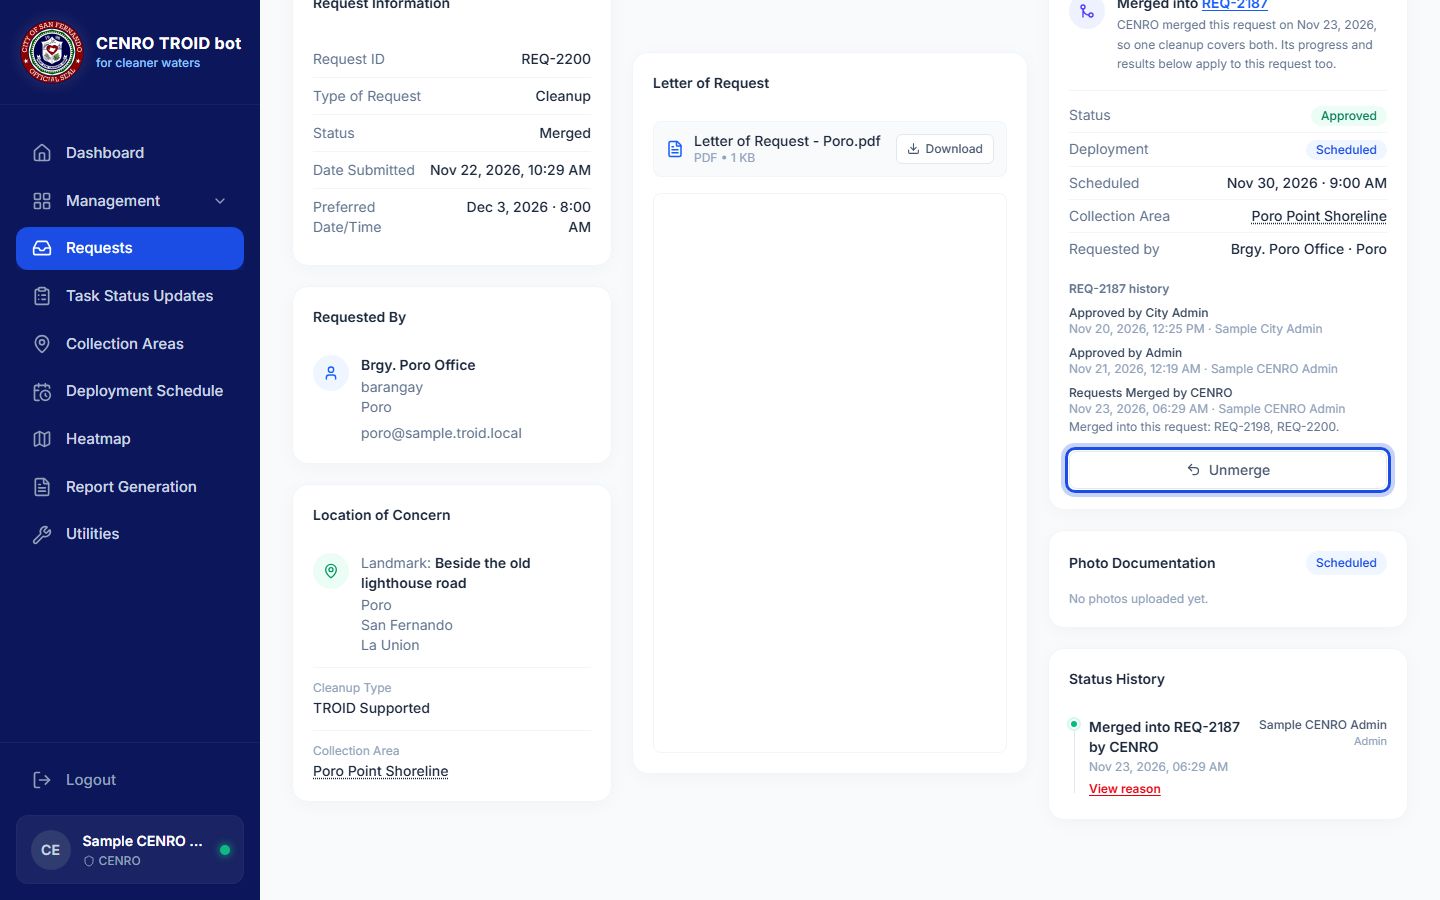 CITY OF SAN FERNANDO
OFFICIAL SEAL
CENRO TROID bot
for cleaner waters
Dashboard
Management
Requests
Task Status Updates
Collection Areas
Deployment Schedule
Heatmap
Report Generation
Utilities
Logout
CE
Sample CENRO ...
CENRO
Request Information
Request ID REQ-2200
Type of Request Cleanup
Status Merged
Date Submitted Nov 22, 2026, 10:29 AM
Preferred Date/Time Dec 3, 2026 · 8:00 AM
Requested By
Brgy. Poro Office
barangay
Poro
poro@sample.troid.local
Location of Concern
Landmark: Beside the old
lighthouse road
Poro
San Fernando
La Union
Cleanup Type
TROID Supported
Collection Area
Poro Point Shoreline
Letter of Request
Letter of Request - Poro.pdf
PDF • 1 KB
Download
Merged into REQ-2187
CENRO merged this request on Nov 23, 2026,
so one cleanup covers both. Its progress and
results below apply to this request too.
Status Approved
Deployment Scheduled
Scheduled Nov 30, 2026 · 9:00 AM
Collection Area Poro Point Shoreline
Requested by Brgy. Poro Office · Poro
REQ-2187 history
Approved by City Admin
Nov 20, 2026, 12:25 PM · Sample City Admin
Approved by Admin
Nov 21, 2026, 12:19 AM · Sample CENRO Admin
Requests Merged by CENRO
Nov 23, 2026, 06:29 AM · Sample CENRO Admin
Merged into this request: REQ-2198, REQ-2200.
Unmerge
Photo Documentation Scheduled
No photos uploaded yet.
Status History
Merged into REQ-2187
by CENRO
Sample CENRO Admin
Admin
Nov 23, 2026, 06:29 AM
View reason